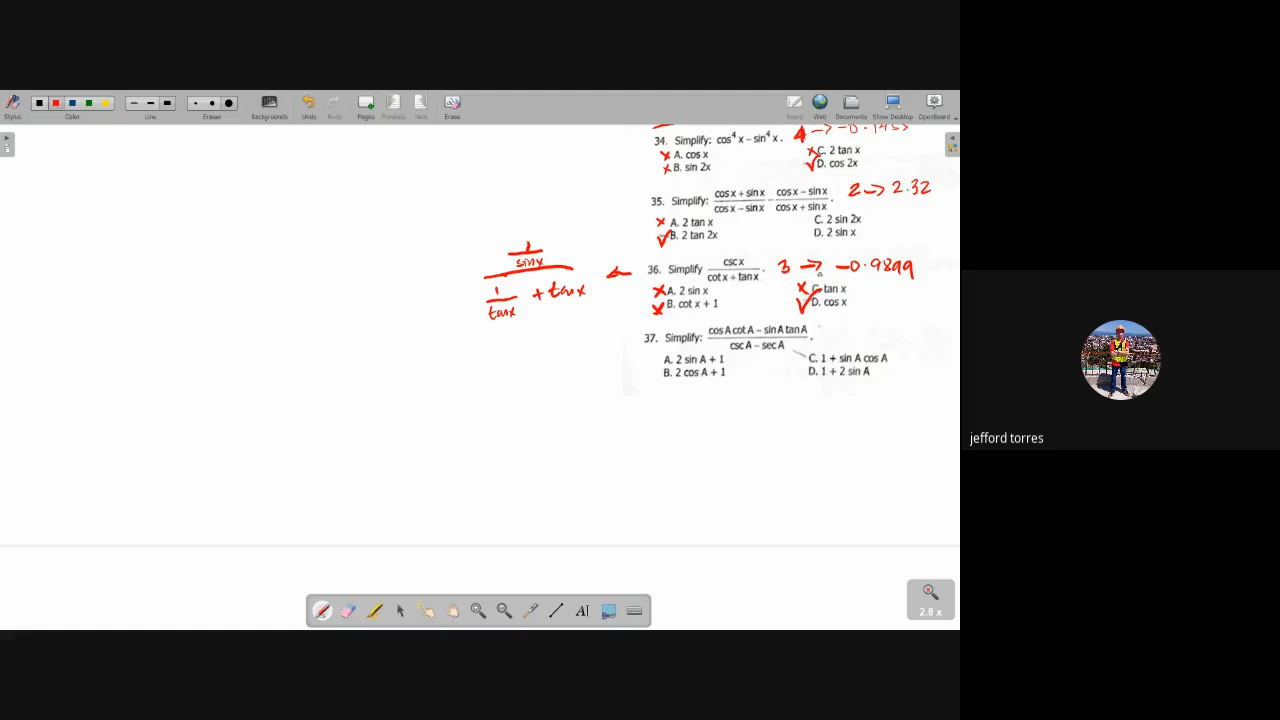 Stylus Color Line Eraser Backgrounds Undo Redo Pages Previous Next Erase Board Web Documents Show Desktop OpenBoard
34. Simplify: cos⁴ x – sin⁴ x. 4 → -0.1455
x A. cos x x C. 2 tan x
x B. sin 2x ✓ D. cos 2x
35. Simplify: (cos x + sin x)/(cos x – sin x) – (cos x – sin x)/(cos x + sin x). 2 → 2.32
x A. 2 tan x C. 2 sin 2x
✓ B. 2 tan 2x D. 2 sin x
(1/sinx)/(1/tanx + tanx) ←
36. Simplify csc x/(cot x + tan x). 3 → -0.9899
x A. 2 sin x x C. tan x
x B. cot x + 1 ✓ D. cos x
37. Simplify: (cos A cot A – sin A tan A)/(csc A – sec A).
A. 2 sin A + 1 C. 1 + sin A cos A
B. 2 cos A + 1 D. 1 + 2 sin A
jefford torres
2.8 x